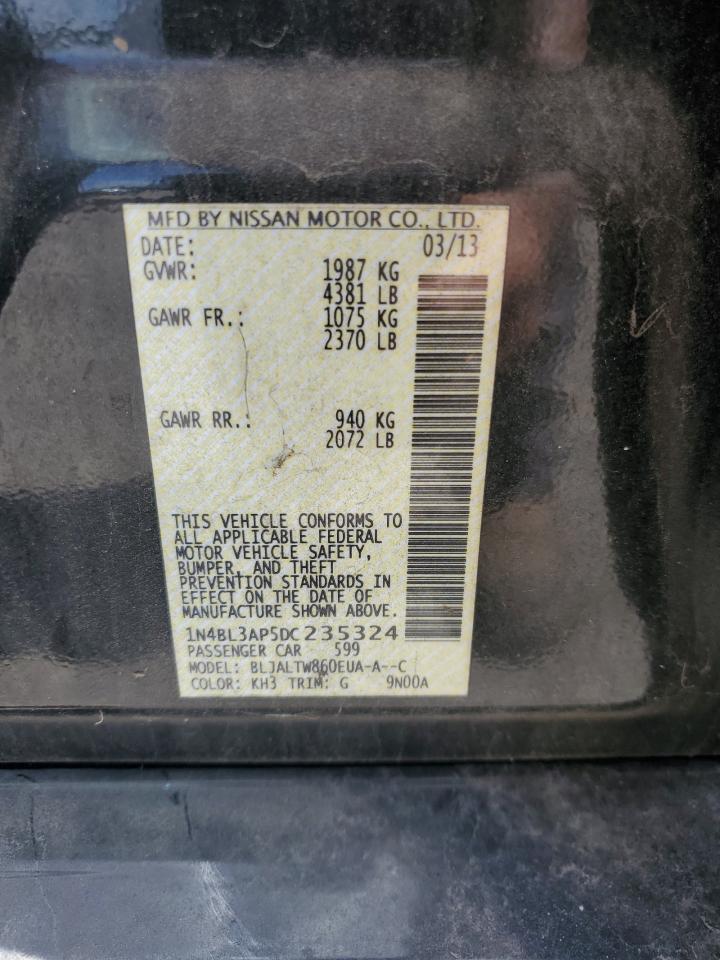 MFD BY NISSAN MOTOR CO., LTD.
DATE: 03/13
GVWR: 1987 KG
4381 LB
GAWR FR.: 1075 KG
2370 LB
GAWR RR.: 940 KG
2072 LB
THIS VEHICLE CONFORMS TO
ALL APPLICABLE FEDERAL
MOTOR VEHICLE SAFETY,
BUMPER, AND THEFT
PREVENTION STANDARDS IN
EFFECT ON THE DATE OF
MANUFACTURE SHOWN ABOVE.
1N4BL3AP5DC235324
PASSENGER CAR 599
MODEL: BLJALTW860EUA-A--C
COLOR: KH3 TRIM: G 9N00A